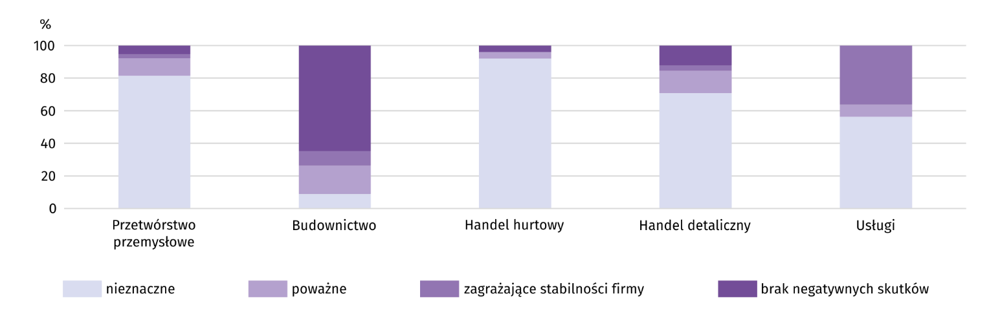 %
100
80
60
40
20
0
Przetwórstwo
przemysłowe
Budownictwo
Handel hurtowy
Handel detaliczny
Usługi
nieznaczne
poważne
zagrażające stabilności firmy
brak negatywnych skutków